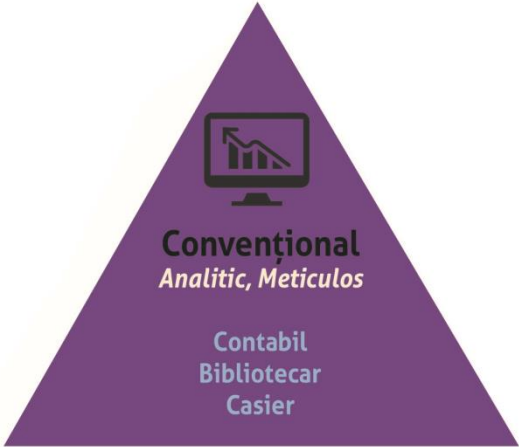 Convențional
Analitic, Meticulos
Contabil
Bibliotecar
Casier